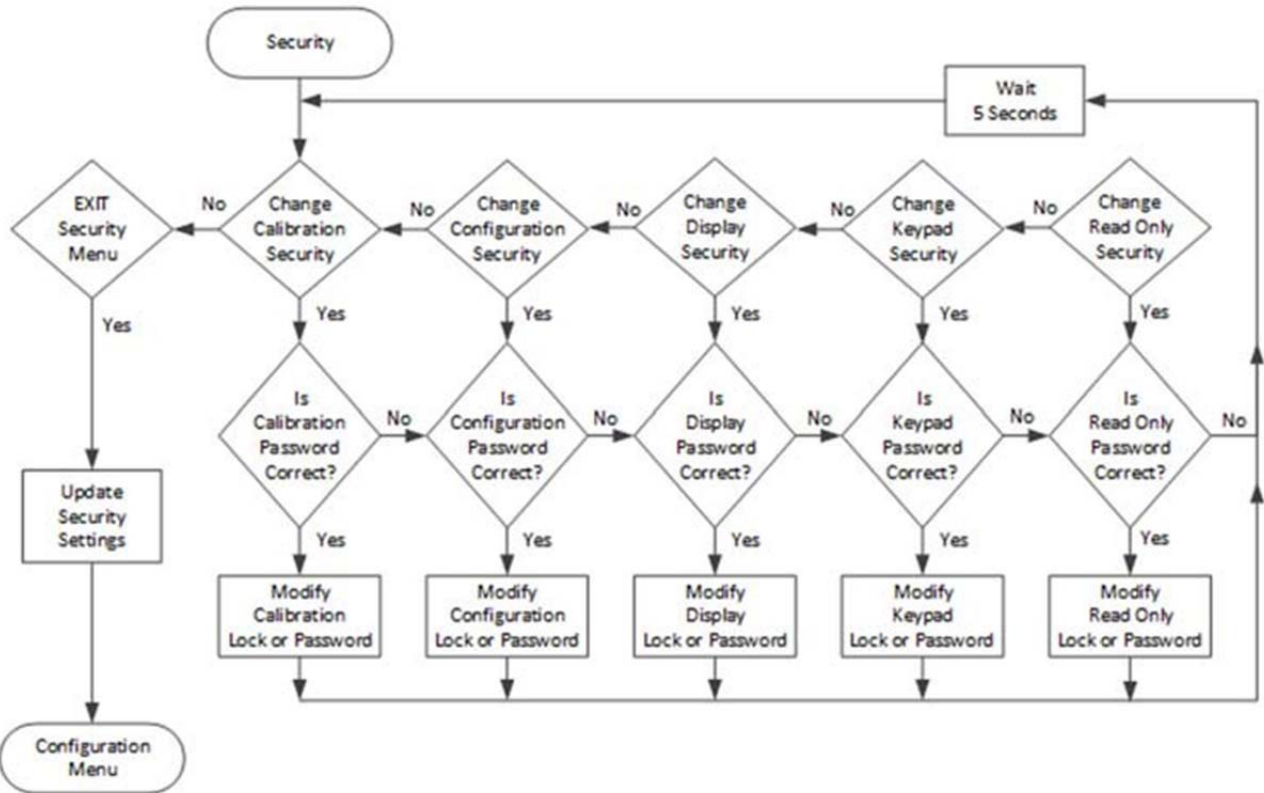 Security
Wait
5 Seconds
EXIT
Security
Menu
No
Change
Calibration
Security
No
Change
Configuration
Security
No
Change
Display
Security
No
Change
Keypad
Security
No
Change
Read Only
Security
Yes
Yes
Yes
Yes
Yes
Yes
Is
Calibration
Password
Correct?
No
Is
Configuration
Password
Correct?
No
Is
Display
Password
Correct?
No
Is
Keypad
Password
Correct?
No
Is
Read Only
Password
Correct?
No
Update
Security
Settings
Yes
Yes
Yes
Yes
Yes
Modify
Calibration
Lock or Password
Modify
Configuration
Lock or Password
Modify
Display
Lock or Password
Modify
Keypad
Lock or Password
Modify
Read Only
Lock or Password
Configuration
Menu